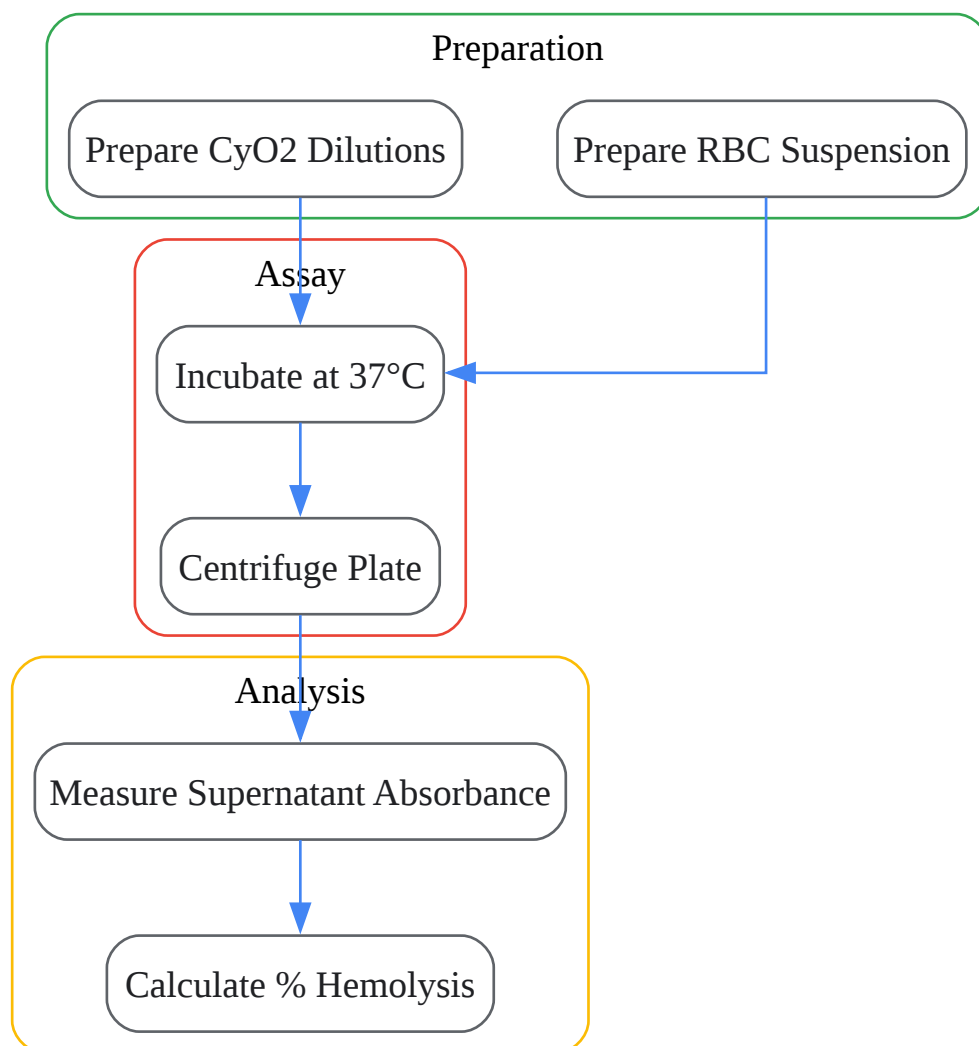 Preparation
Prepare CyO2 Dilutions
Prepare RBC Suspension
Assay
Incubate at 37°C
Centrifuge Plate
Analysis
Measure Supernatant Absorbance
Calculate % Hemolysis